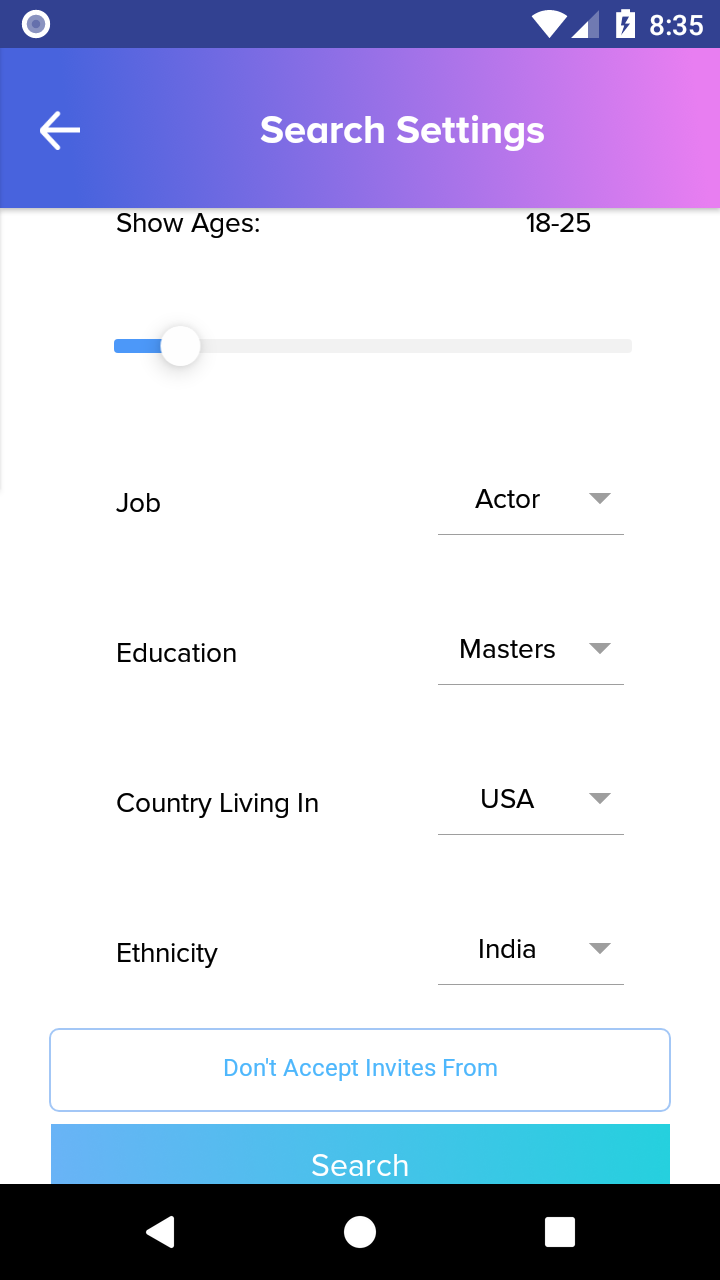 8:35
Search Settings
Show Ages: 18-25
Job Actor
Education Masters
Country Living In USA
Ethnicity India
Don't Accept Invites From
Search